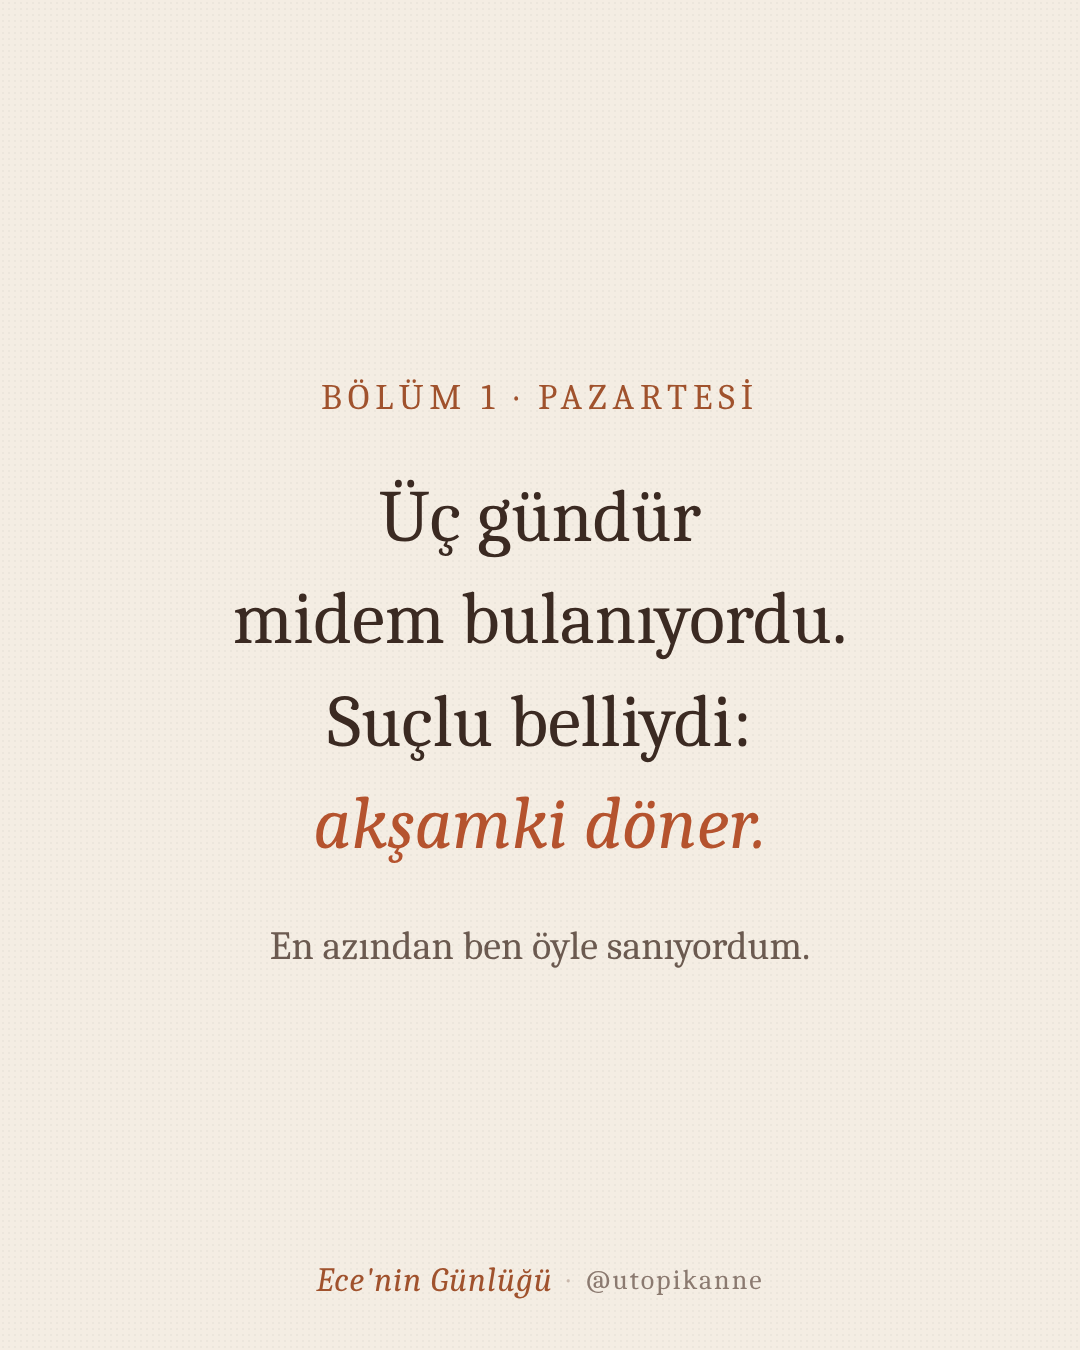 BÖLÜM 1 · PAZARTESİ
Üç gündür
midem bulanıyordu.
Suçlu belliydi:
akşamki döner.
En azından ben öyle sanıyordum.
Ece'nin Günlüğü · @utopikanne